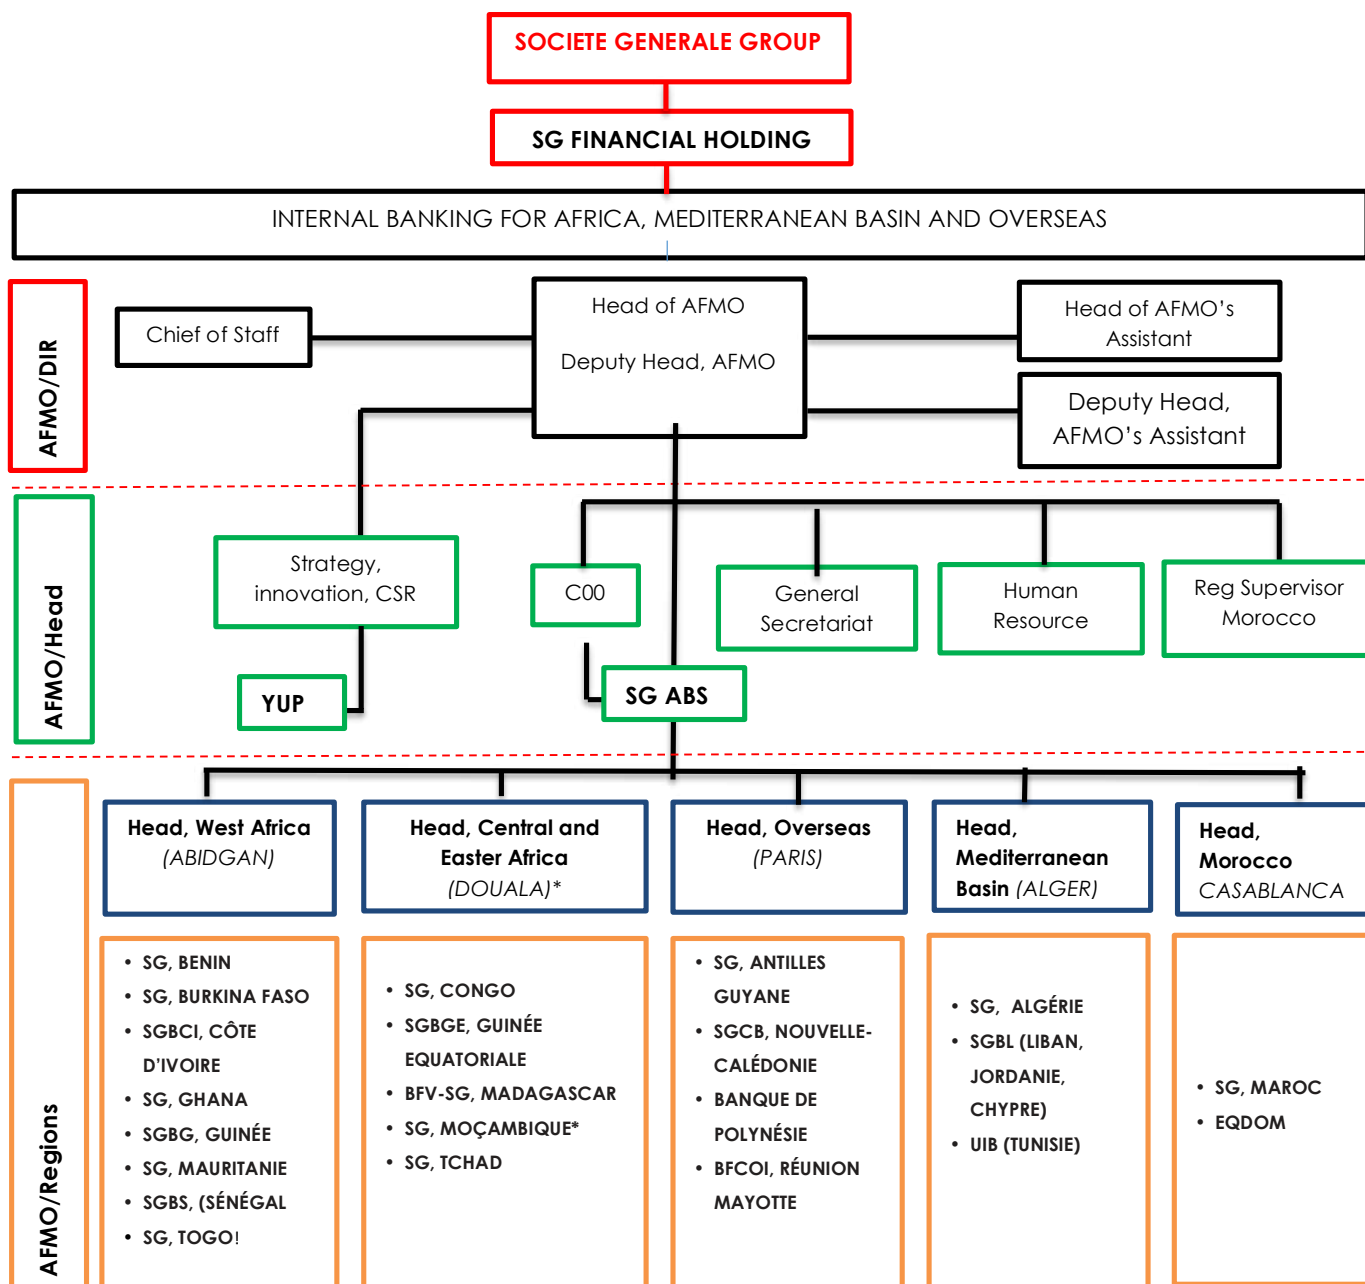 SOCIETE GENERALE GROUP
SG FINANCIAL HOLDING
INTERNAL BANKING FOR AFRICA, MEDITERRANEAN BASIN AND OVERSEAS
AFMO/DIR
Chief of Staff
Head of AFMO
Deputy Head, AFMO
Head of AFMO’s
Assistant
Deputy Head,
AFMO’s Assistant
AFMO/Head
Strategy,
innovation, CSR
C00
General
Secretariat
Human
Resource
Reg Supervisor
Morocco
YUP
SG ABS
AFMO/Regions
Head, West Africa
(ABIDGAN)
Head, Central and
Easter Africa
(DOUALA)*
Head, Overseas
(PARIS)
Head,
Mediterranean
Basin (ALGER)
Head,
Morocco
CASABLANCA
• SG, BENIN
• SG, BURKINA FASO
• SGBCI, CÔTE
D’IVOIRE
• SG, GHANA
• SGBG, GUINÉE
• SG, MAURITANIE
• SGBS, (SÉNÉGAL
• SG, TOGO!
• SG, CONGO
• SGBGE, GUINÉE
EQUATORIALE
• BFV-SG, MADAGASCAR
• SG, MOÇAMBIQUE*
• SG, TCHAD
• SG, ANTILLES
GUYANE
• SGCB, NOUVELLE-
CALÉDONIE
• BANQUE DE
POLYNÉSIE
• BFCOI, RÉUNION
MAYOTTE
• SG, ALGÉRIE
• SGBL (LIBAN,
JORDANIE,
CHYPRE)
• UIB (TUNISIE)
• SG, MAROC
• EQDOM